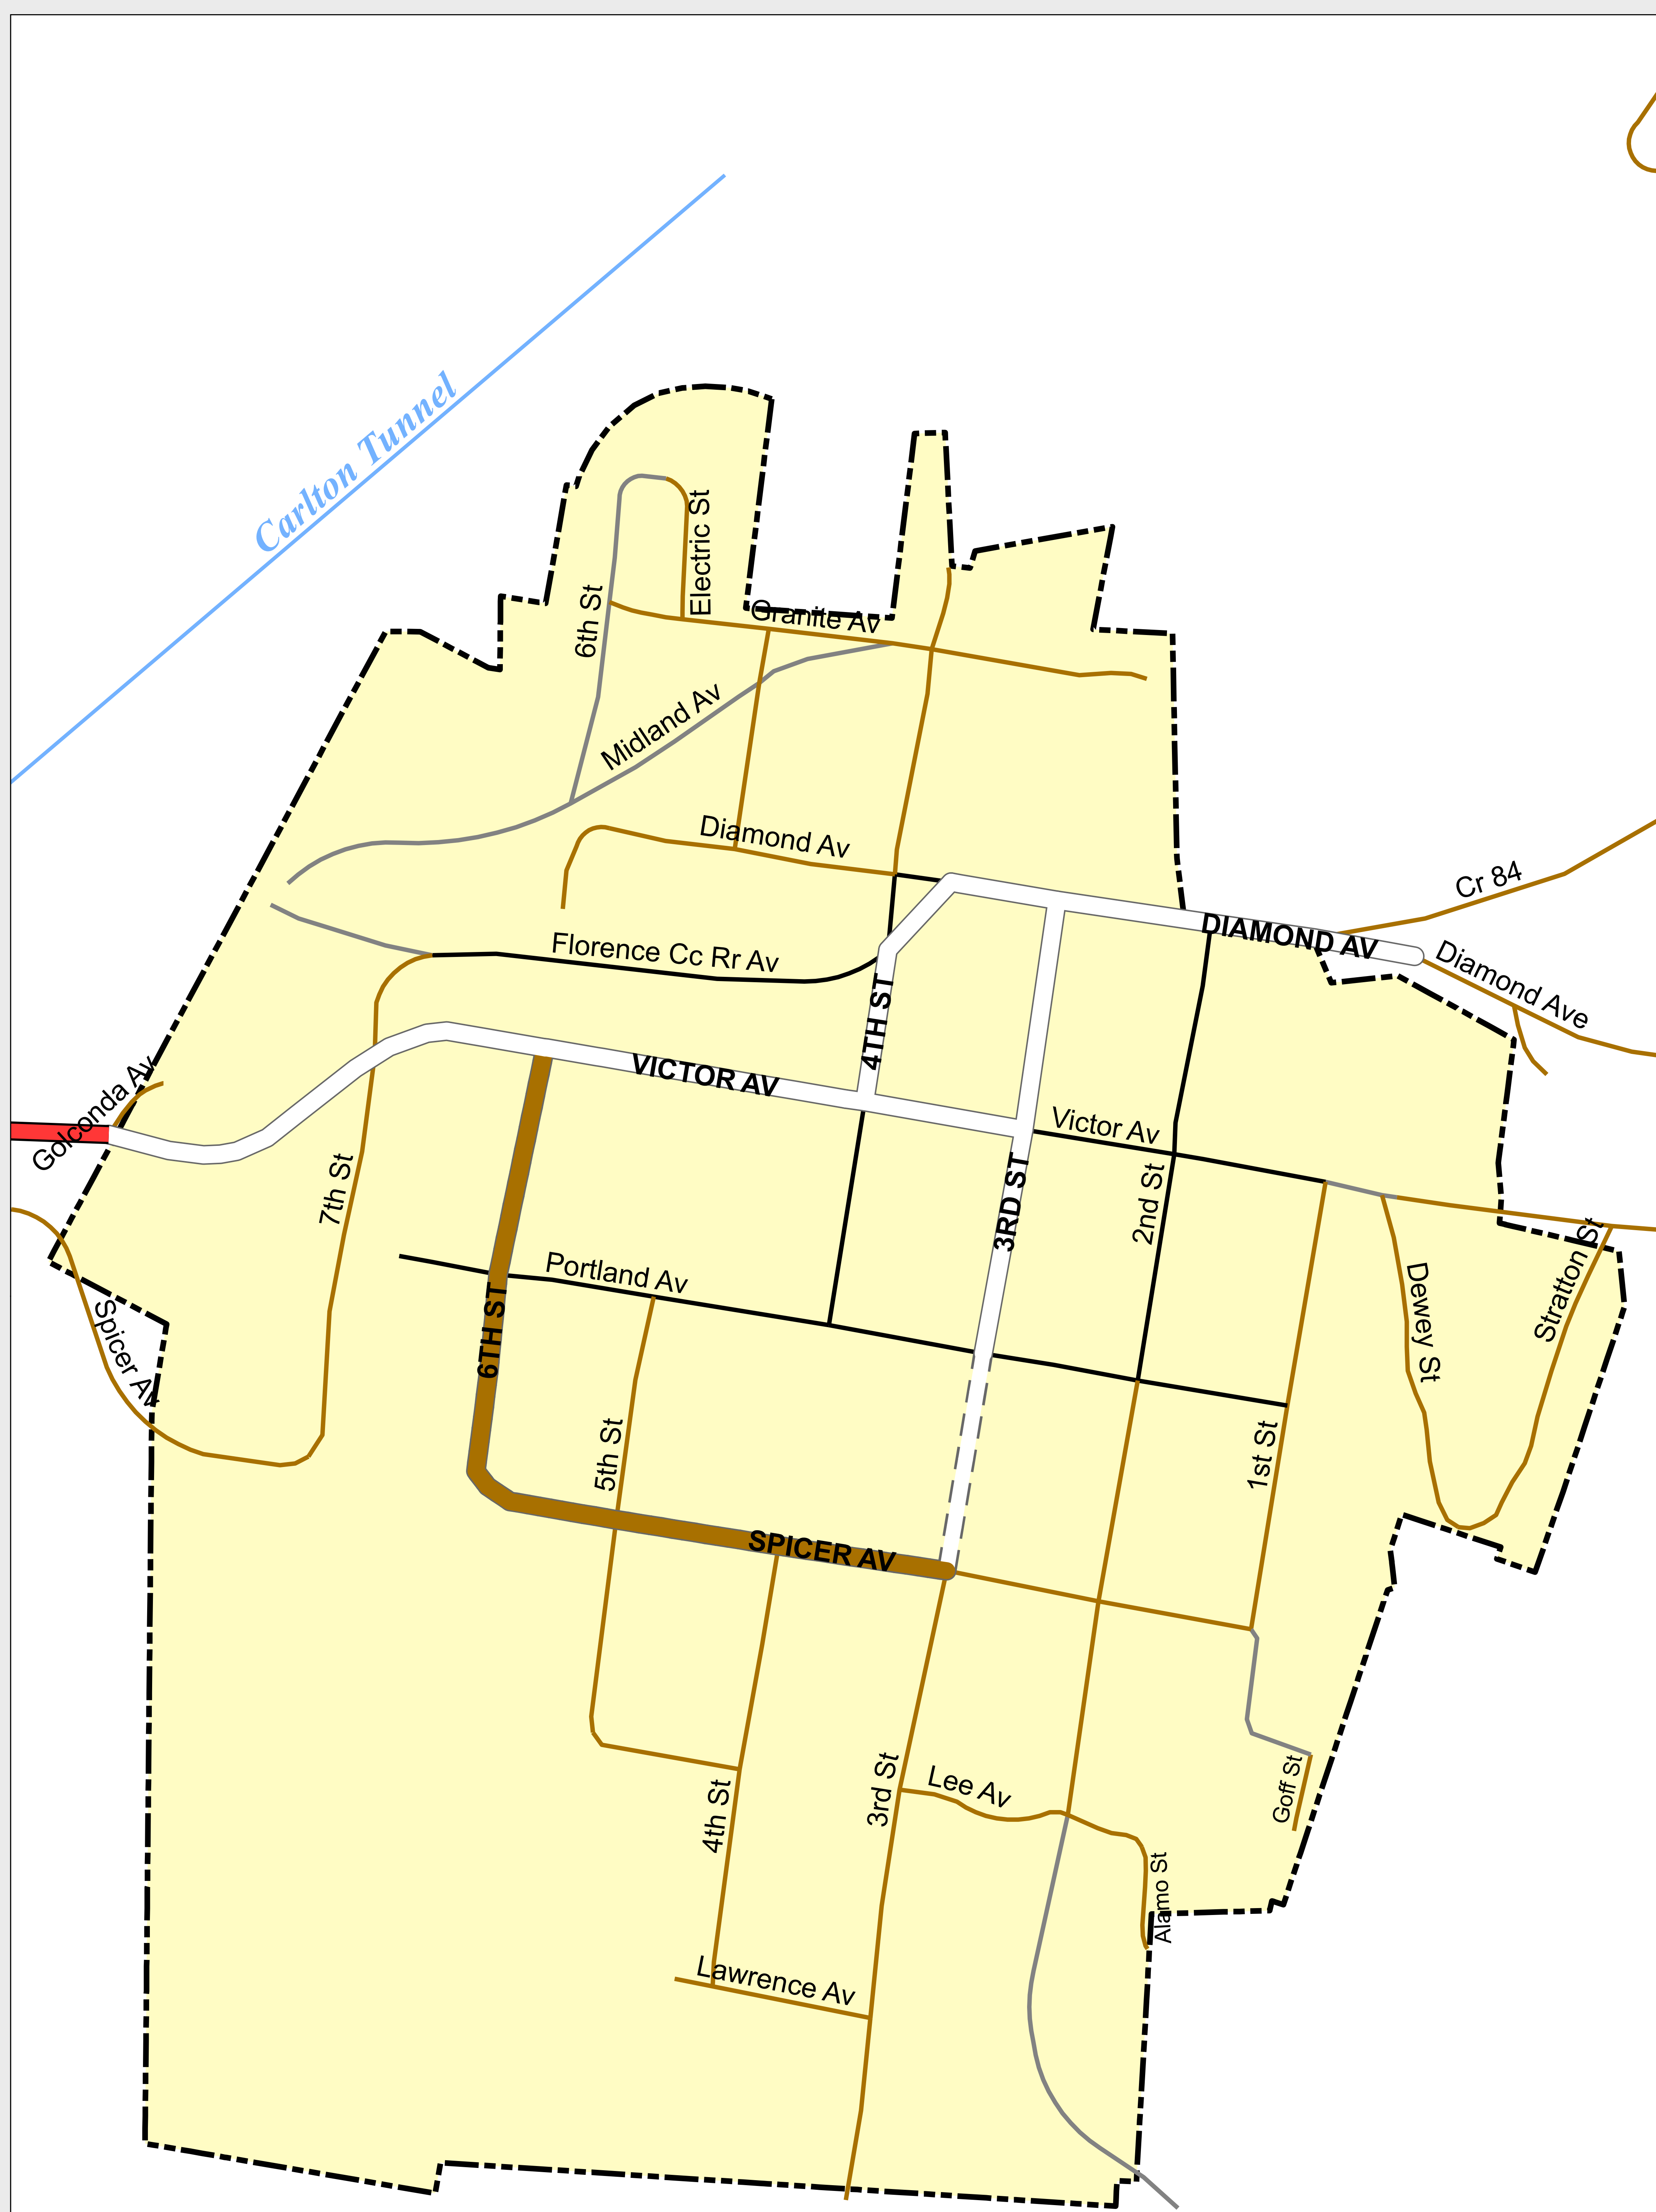 Carlton Tunnel
Electric St
6th St
Granite Av
Midland Av
Diamond Av
Cr 84
DIAMOND AV
Diamond Ave
Florence Cc Rr Av
4TH ST
VICTOR AV
Golconda Av
Victor Av
7th St
3RD ST
2nd St
Portland Av
6TH ST
Spicer Av
Dewey St
Stratton St
5th St
1st St
SPICER AV
Goff St
Lee Av
3rd St
4th St
Alamo St
Lawrence Av